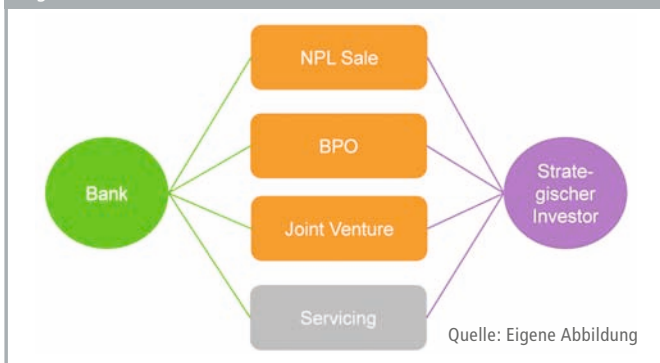 NPL Sale
BPO
Bank
Strate-
gischer
Investor
Joint Venture
Servicing
Quelle: Eigene Abbildung